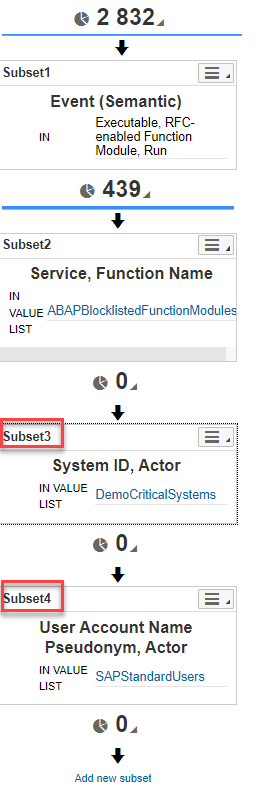 2 832
Subset1
Event (Semantic)
IN
Executable, RFC-
enabled Function
Module, Run
439
Subset2
Service, Function Name
IN
VALUE ABAPBlocklistedFunctionModules
LIST
0
Subset3
System ID, Actor
IN VALUE
LIST
DemoCriticalSystems
0
Subset4
User Account Name
Pseudonym, Actor
IN VALUE
LIST
SAPStandardUsers
0
Add new subset